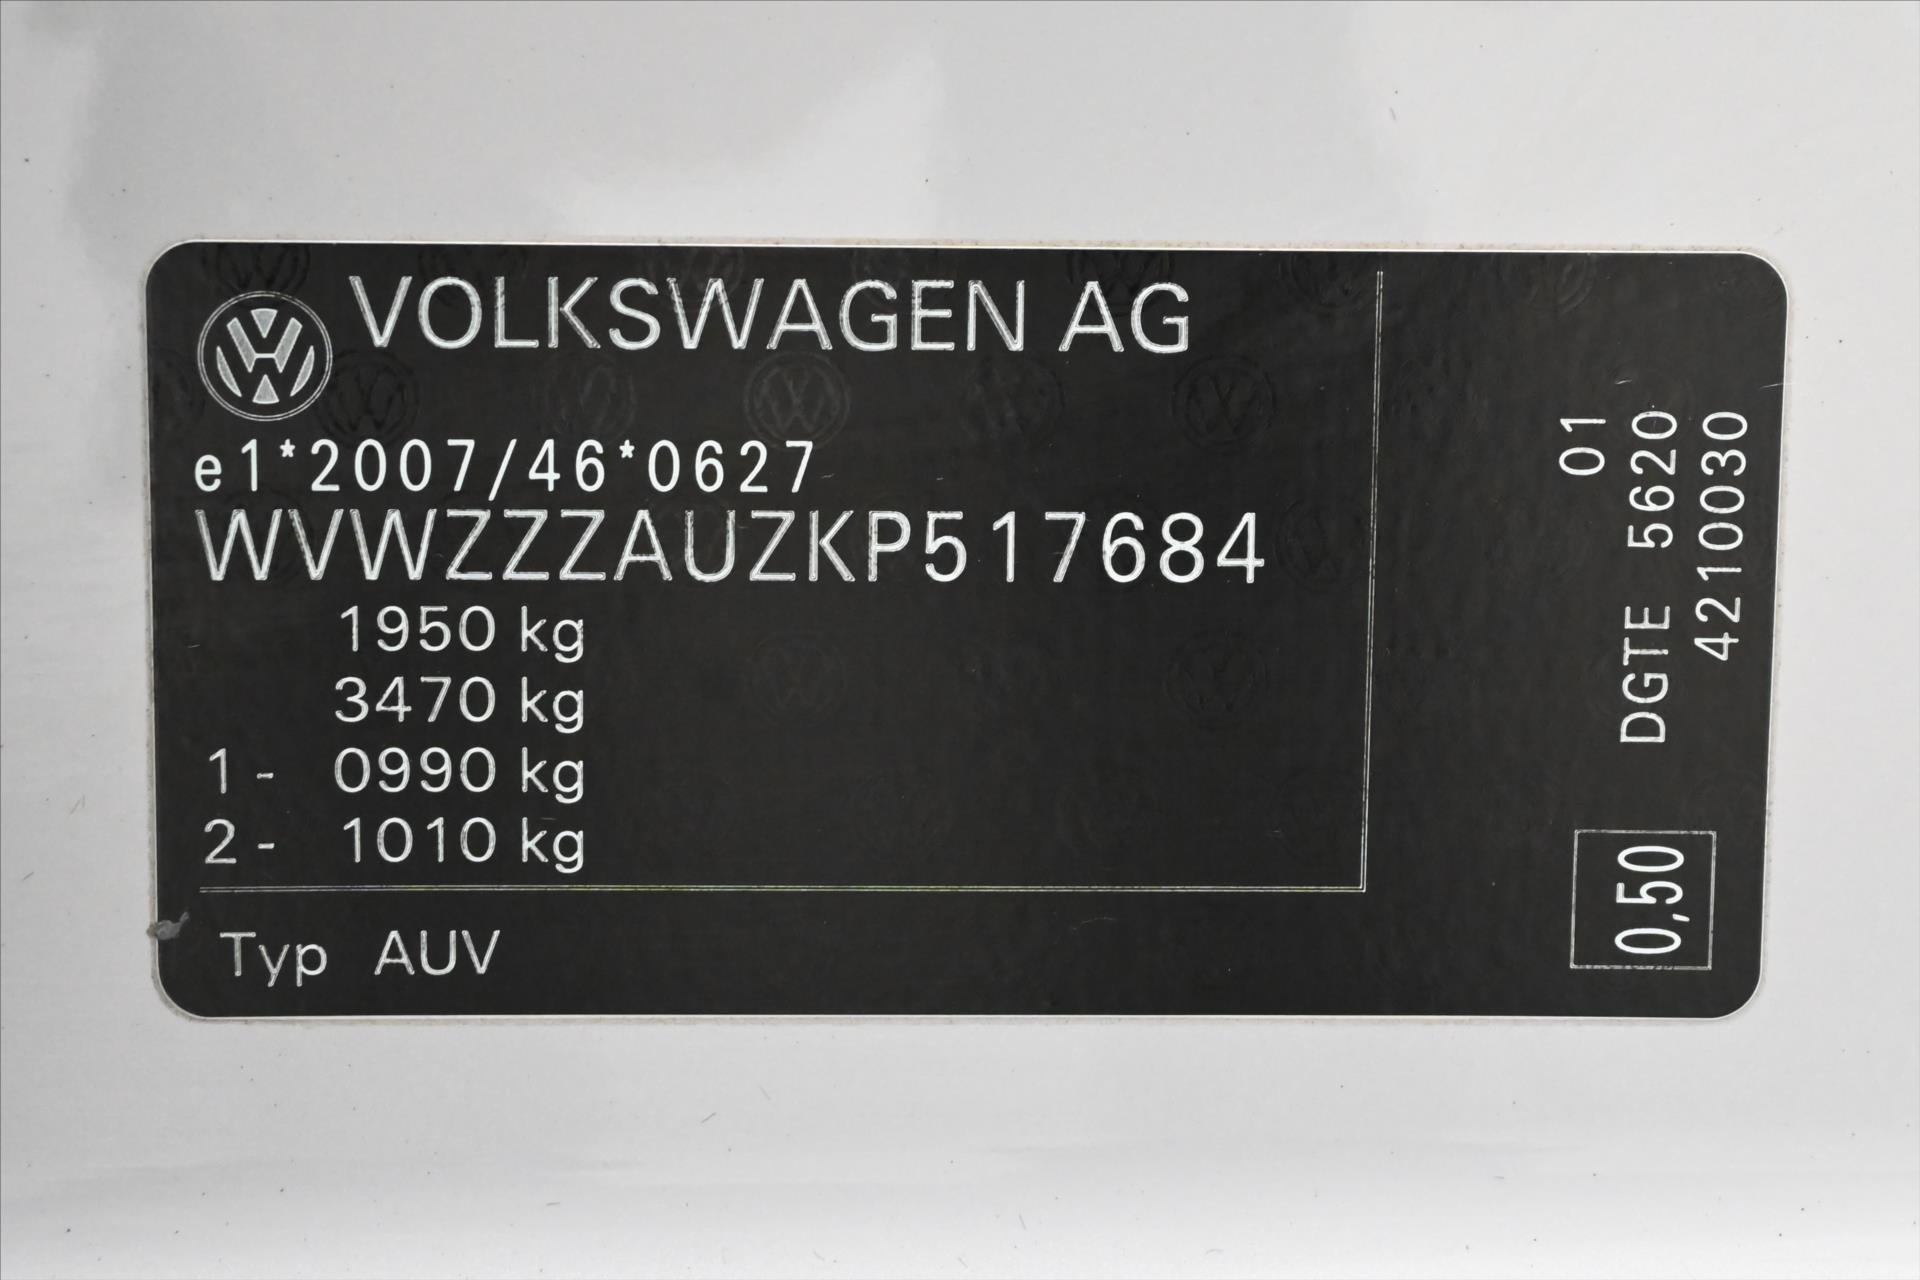 VOLKSWAGEN AG
e1*2007/46*0627
WVWZZZAUZKP517684
1950 kg
3470 kg
1- 0990 kg
2- 1010 kg
Typ AUV
01
DGTE 5620
42100030
0,50